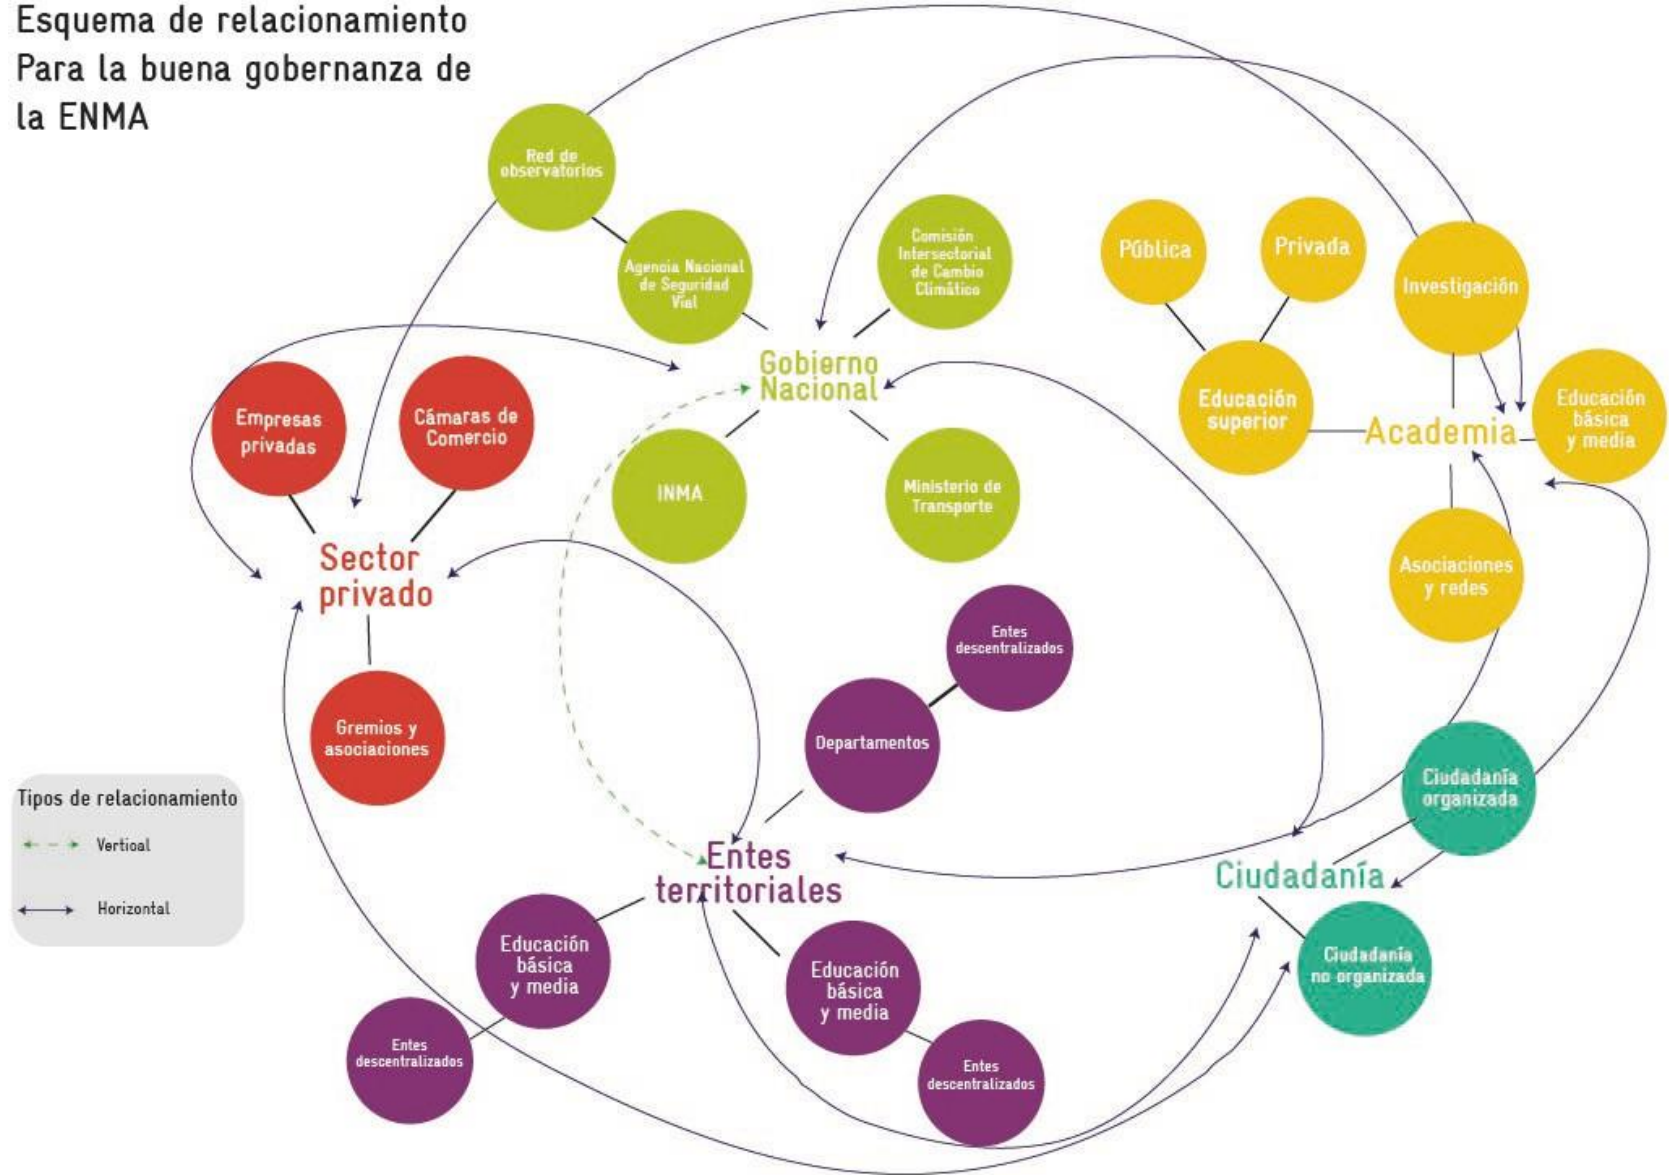 Esquema de relacionamiento
Para la buena gobernanza de
la ENMA
Red de
observatorios
Agencia Nacional
de Seguridad
Vial
Comisión
Intersectorial
de Cambio
Climático
Gobierno
Nacional
INMA
Ministerio de
Transporte
Pública
Privada
Investigación
Educación
superior
Academia
Educación
básica
y media
Asociaciones
y redes
Empresas
privadas
Cámaras de
Comercio
Sector
privado
Gremios y
asociaciones
Entes
descentralizados
Departamentos
Entes
territoriales
Educación
básica
y media
Entes
descentralizados
Educación
básica
y media
Entes
descentralizados
Ciudadanía
organizada
Ciudadanía
Ciudadanía
no organizada
Tipos de relacionamiento
Vertical
Horizontal